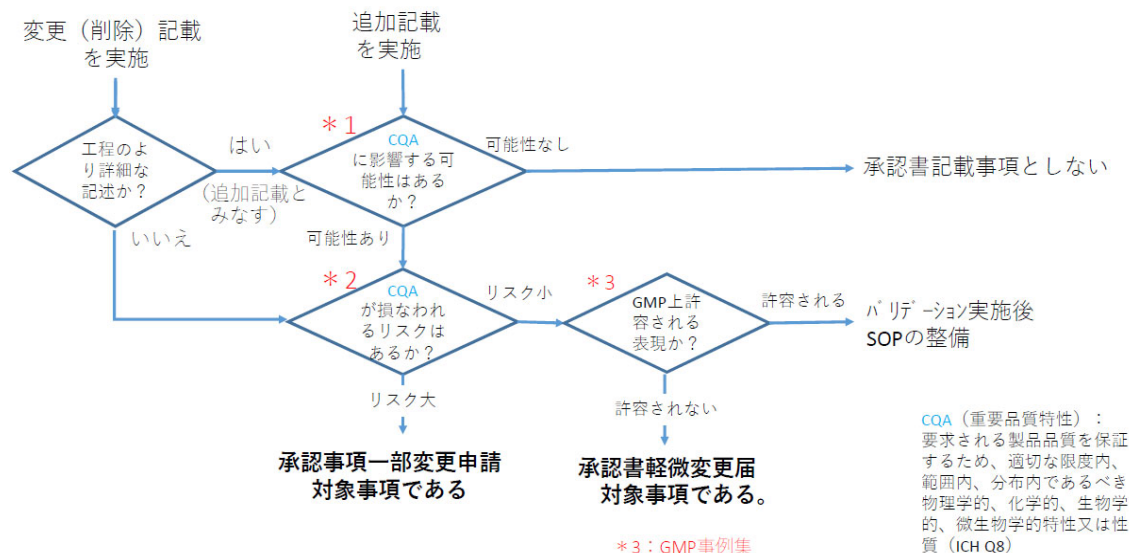 変更（削除）記載
を実施
追加記載
を実施
工程のよ
り詳細な
記述か？
はい
（追加記載と
みなす）
いいえ
＊1
CQA
に影響する可
能性はある
か？
可能性なし
承認書記載事項としない
可能性あり
＊2
CQA
が損なわれ
るリスクは
あるか？
リスク小
＊3
GMP上許
容される
表現か？
許容される
ﾊﾞﾘﾃﾞｰｼｮﾝ実施後
SOPの整備
リスク大
許容されない
承認事項一部変更申請
対象事項である
承認書軽微変更届
対象事項である。
CQA（重要品質特性）：
要求される製品品質を保証
するため、適切な限度内、
範囲内、分布内であるべき
物理学的、化学的、生物学
的、微生物学的特性又は性
質（ICH Q8）
＊3：GMP事例集